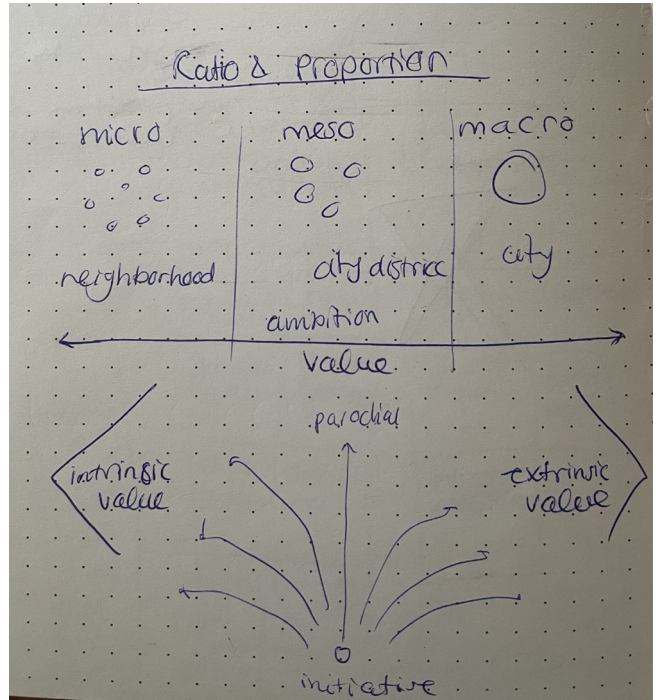 Ratio & Proportion
micro
meso
macro
neighborhood
city district
city
ambition
value
parochial
intrinsic
value
extrinsic
value
initiative